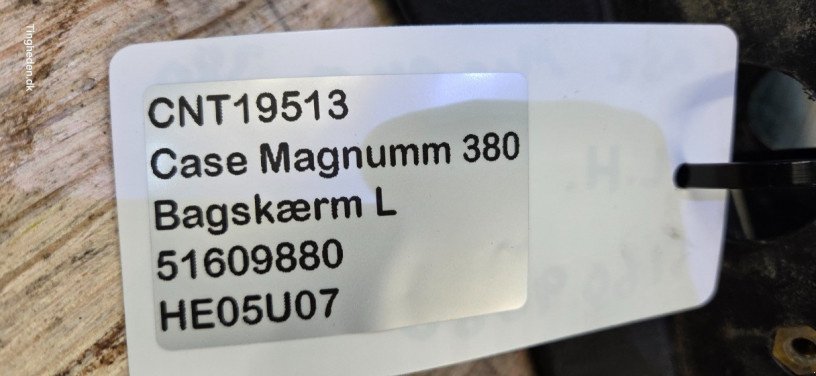 CNT19513
Case Magnumm 380
Bagskærm L
51609880
HE05U07